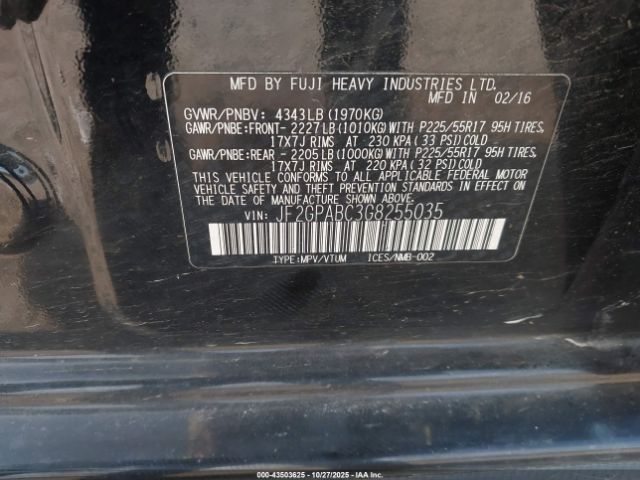 MFD BY FUJI HEAVY INDUSTRIES LTD.
MFD IN 02/16
GVWR/PNBV: 4343LB (1970KG)
GAWR/PNBE:FRONT- 2227LB (1010KG) WITH P225/55R17 95H TIRES,
17X7J RIMS AT 230 KPA (33 PSI) COLD
GAWR/PNBE:REAR - 2205LB (1000KG) WITH P225/55R17 95H TIRES,
17X7J RIMS AT 220 KPA (32 PSI) COLD
THIS VEHICLE CONFORMS TO ALL APPLICABLE FEDERAL MOTOR
VEHICLE SAFETY AND THEFT PREVENTION STANDARDS IN EFFECT ON
THE DATE OF MANUFACTURE SHOWN ABOVE.
VIN: JF2GPABC3G8255035
TYPE:MPV/VTUM ICES/NMB-002
000-43503625 - 10/27/2025 - IAAI.COM